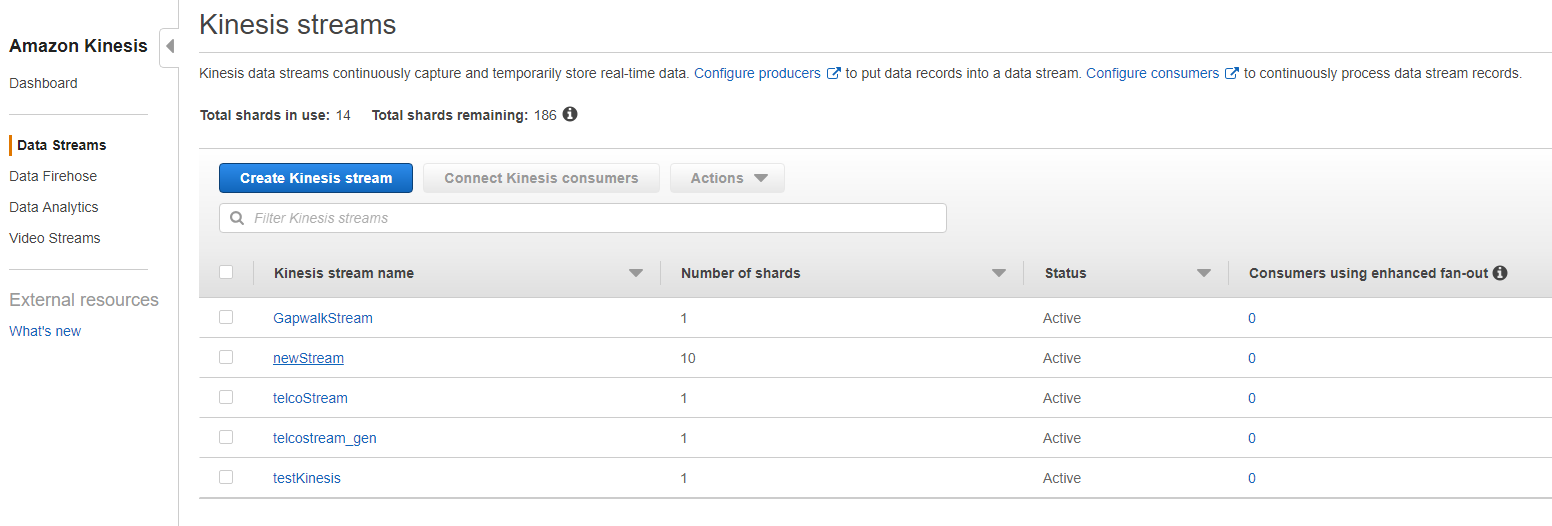 Amazon Kinesis
Dashboard
Data Streams
Data Firehose
Data Analytics
Video Streams
External resources
What's new
Kinesis streams
Kinesis data streams continuously capture and temporarily store real-time data. Configure producers to put data records into a data stream. Configure consumers to continuously process data stream records.
Total shards in use: 14 Total shards remaining: 186
Create Kinesis stream Connect Kinesis consumers Actions
Filter Kinesis streams
Kinesis stream name Number of shards Status Consumers using enhanced fan-out
GapwalkStream 1 Active 0
newStream 10 Active 0
telcoStream 1 Active 0
telcostream_gen 1 Active 0
testKinesis 1 Active 0